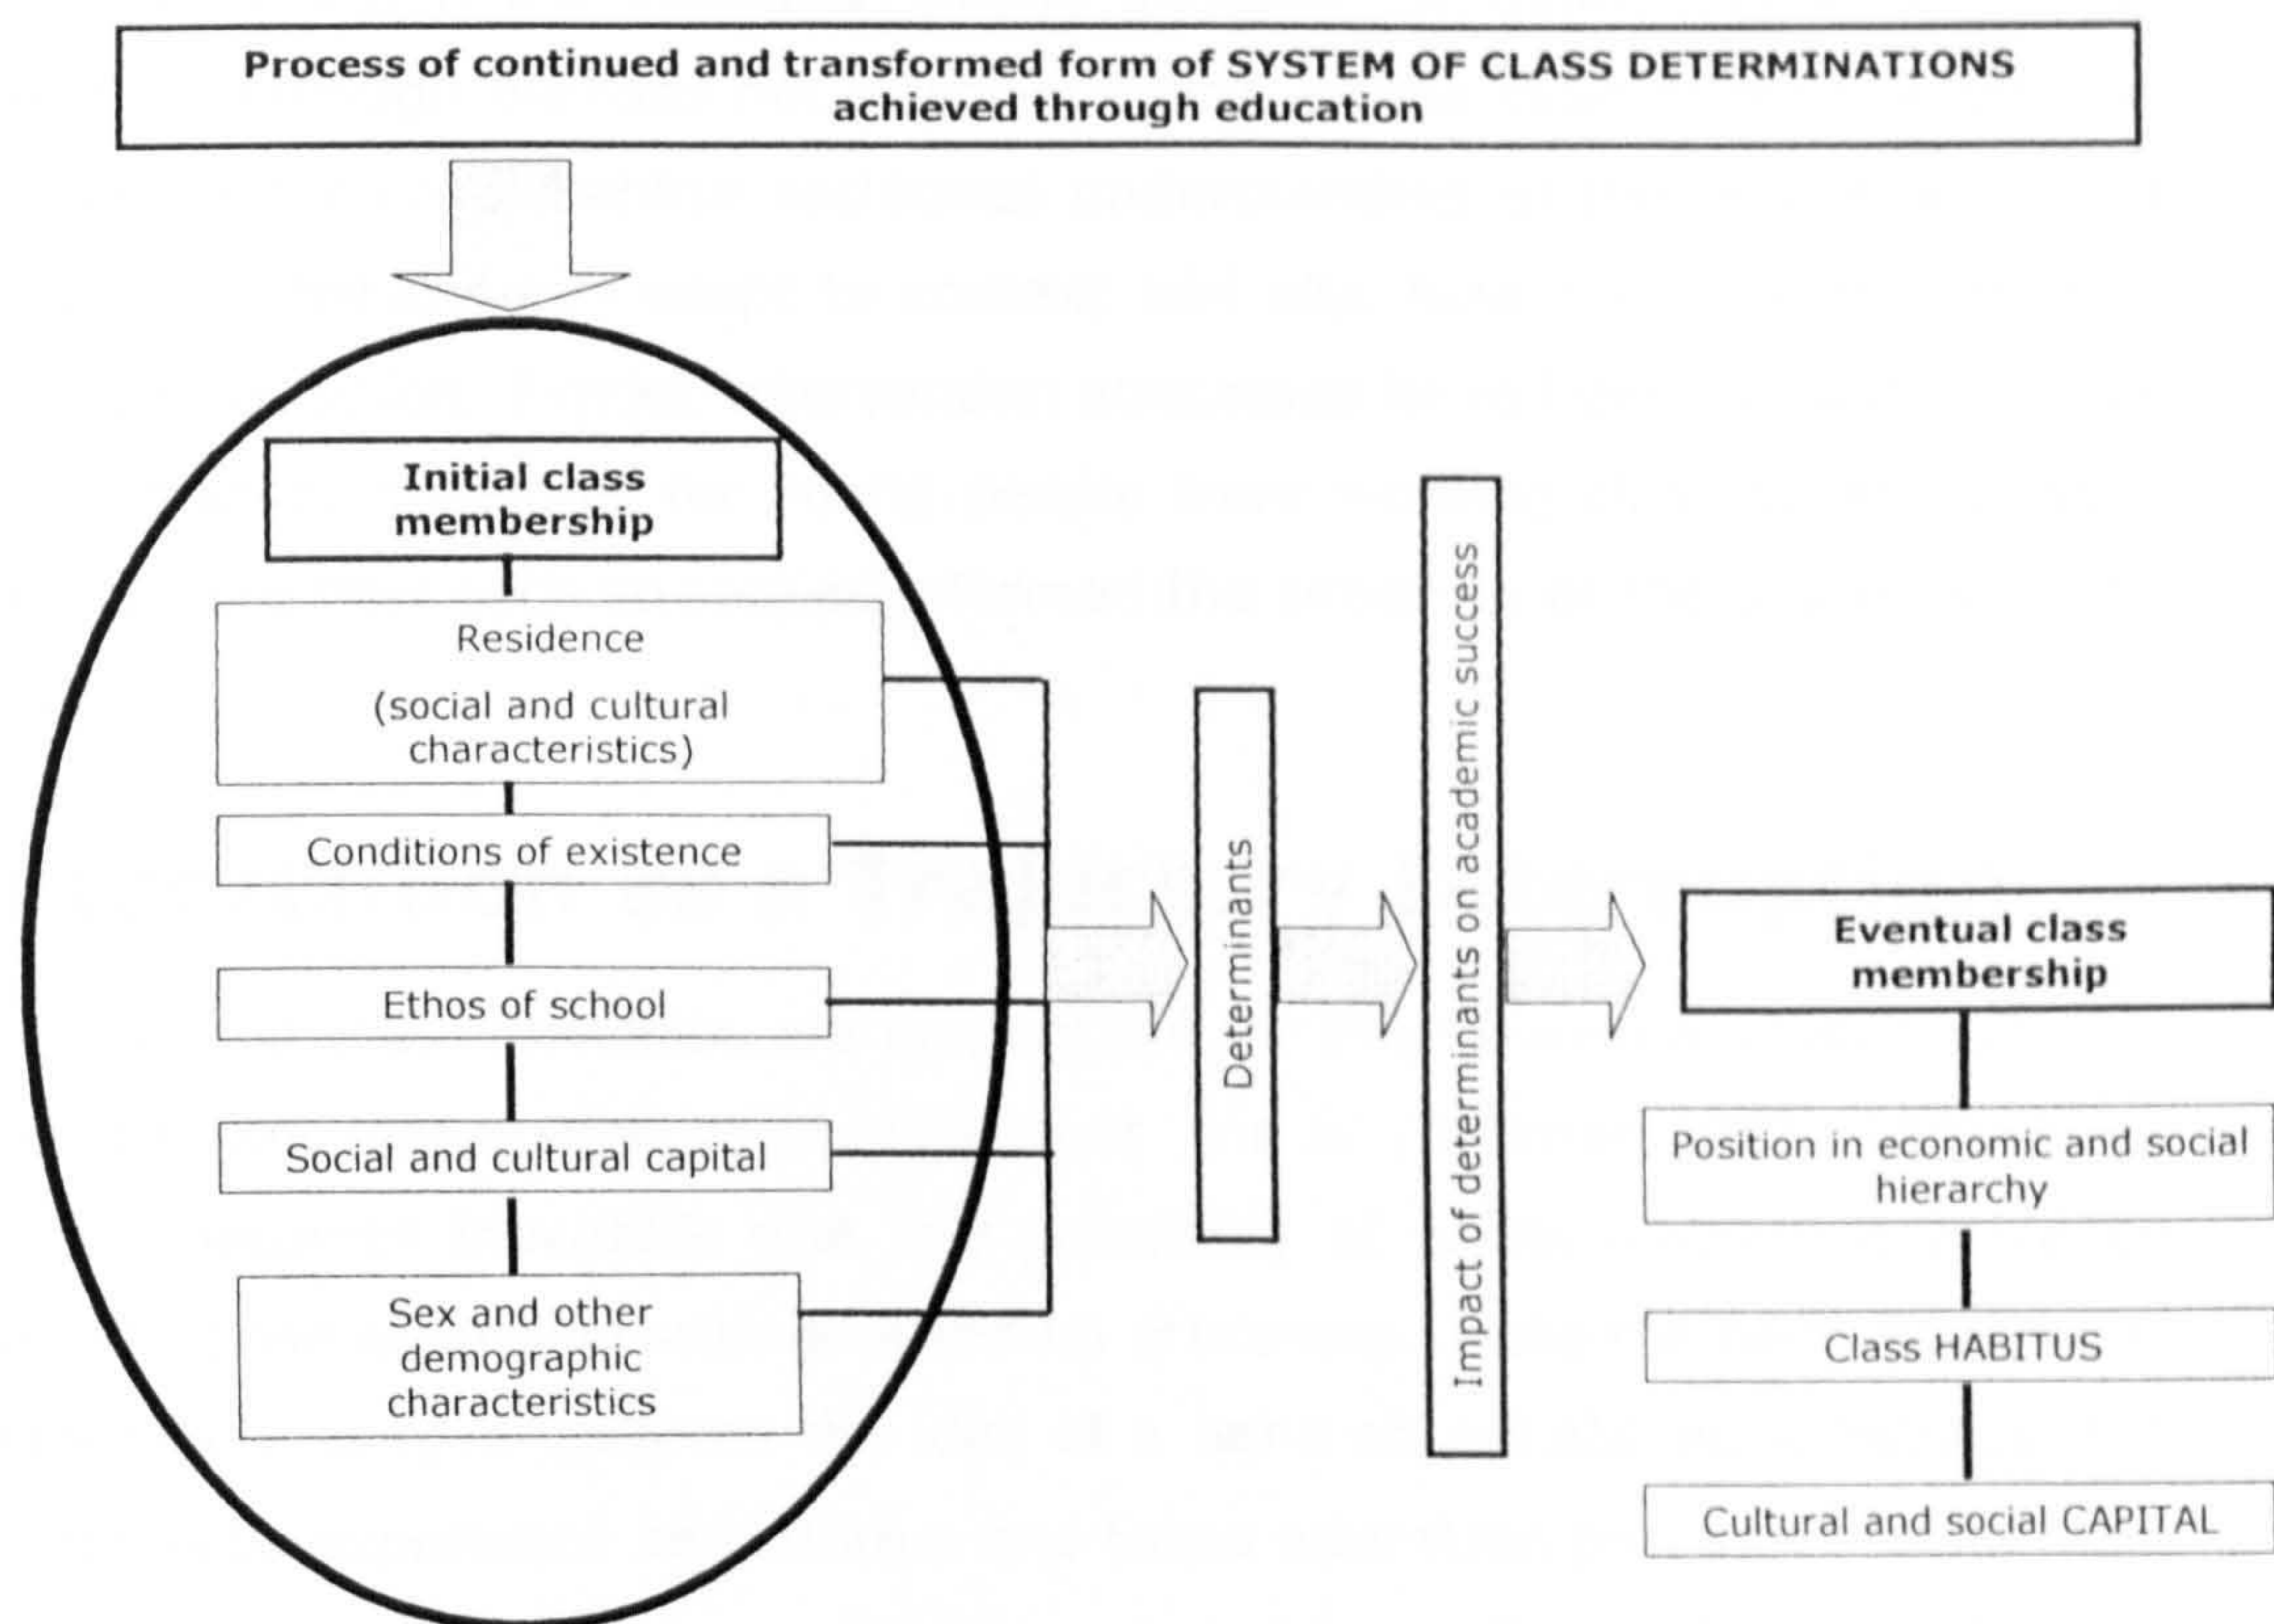 Process of continued and transformed form of SYSTEM OF CLASS DETERMINATIONS
achieved through education
Initial class
membership
Residence
(social and cultural
characteristics)
Conditions of existence
Ethos of school
Social and cultural capital
Sex and other
demographic
characteristics
Determinants
Impact of determinants on academic success
Eventual class
membership
Position in economic and social
hierarchy
Class HABITUS
Cultural and social CAPITAL